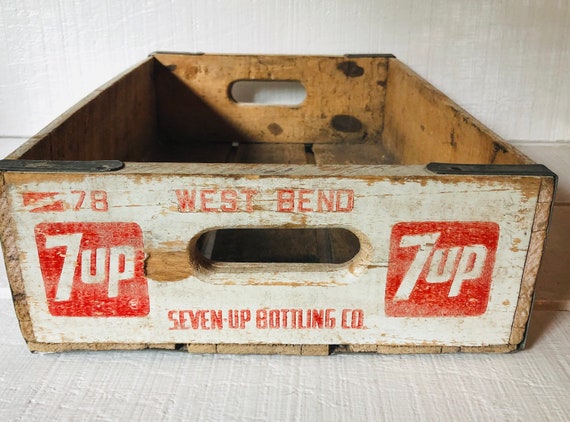 78 WEST BEND
7up 7up
SEVEN-UP BOTTLING CO.